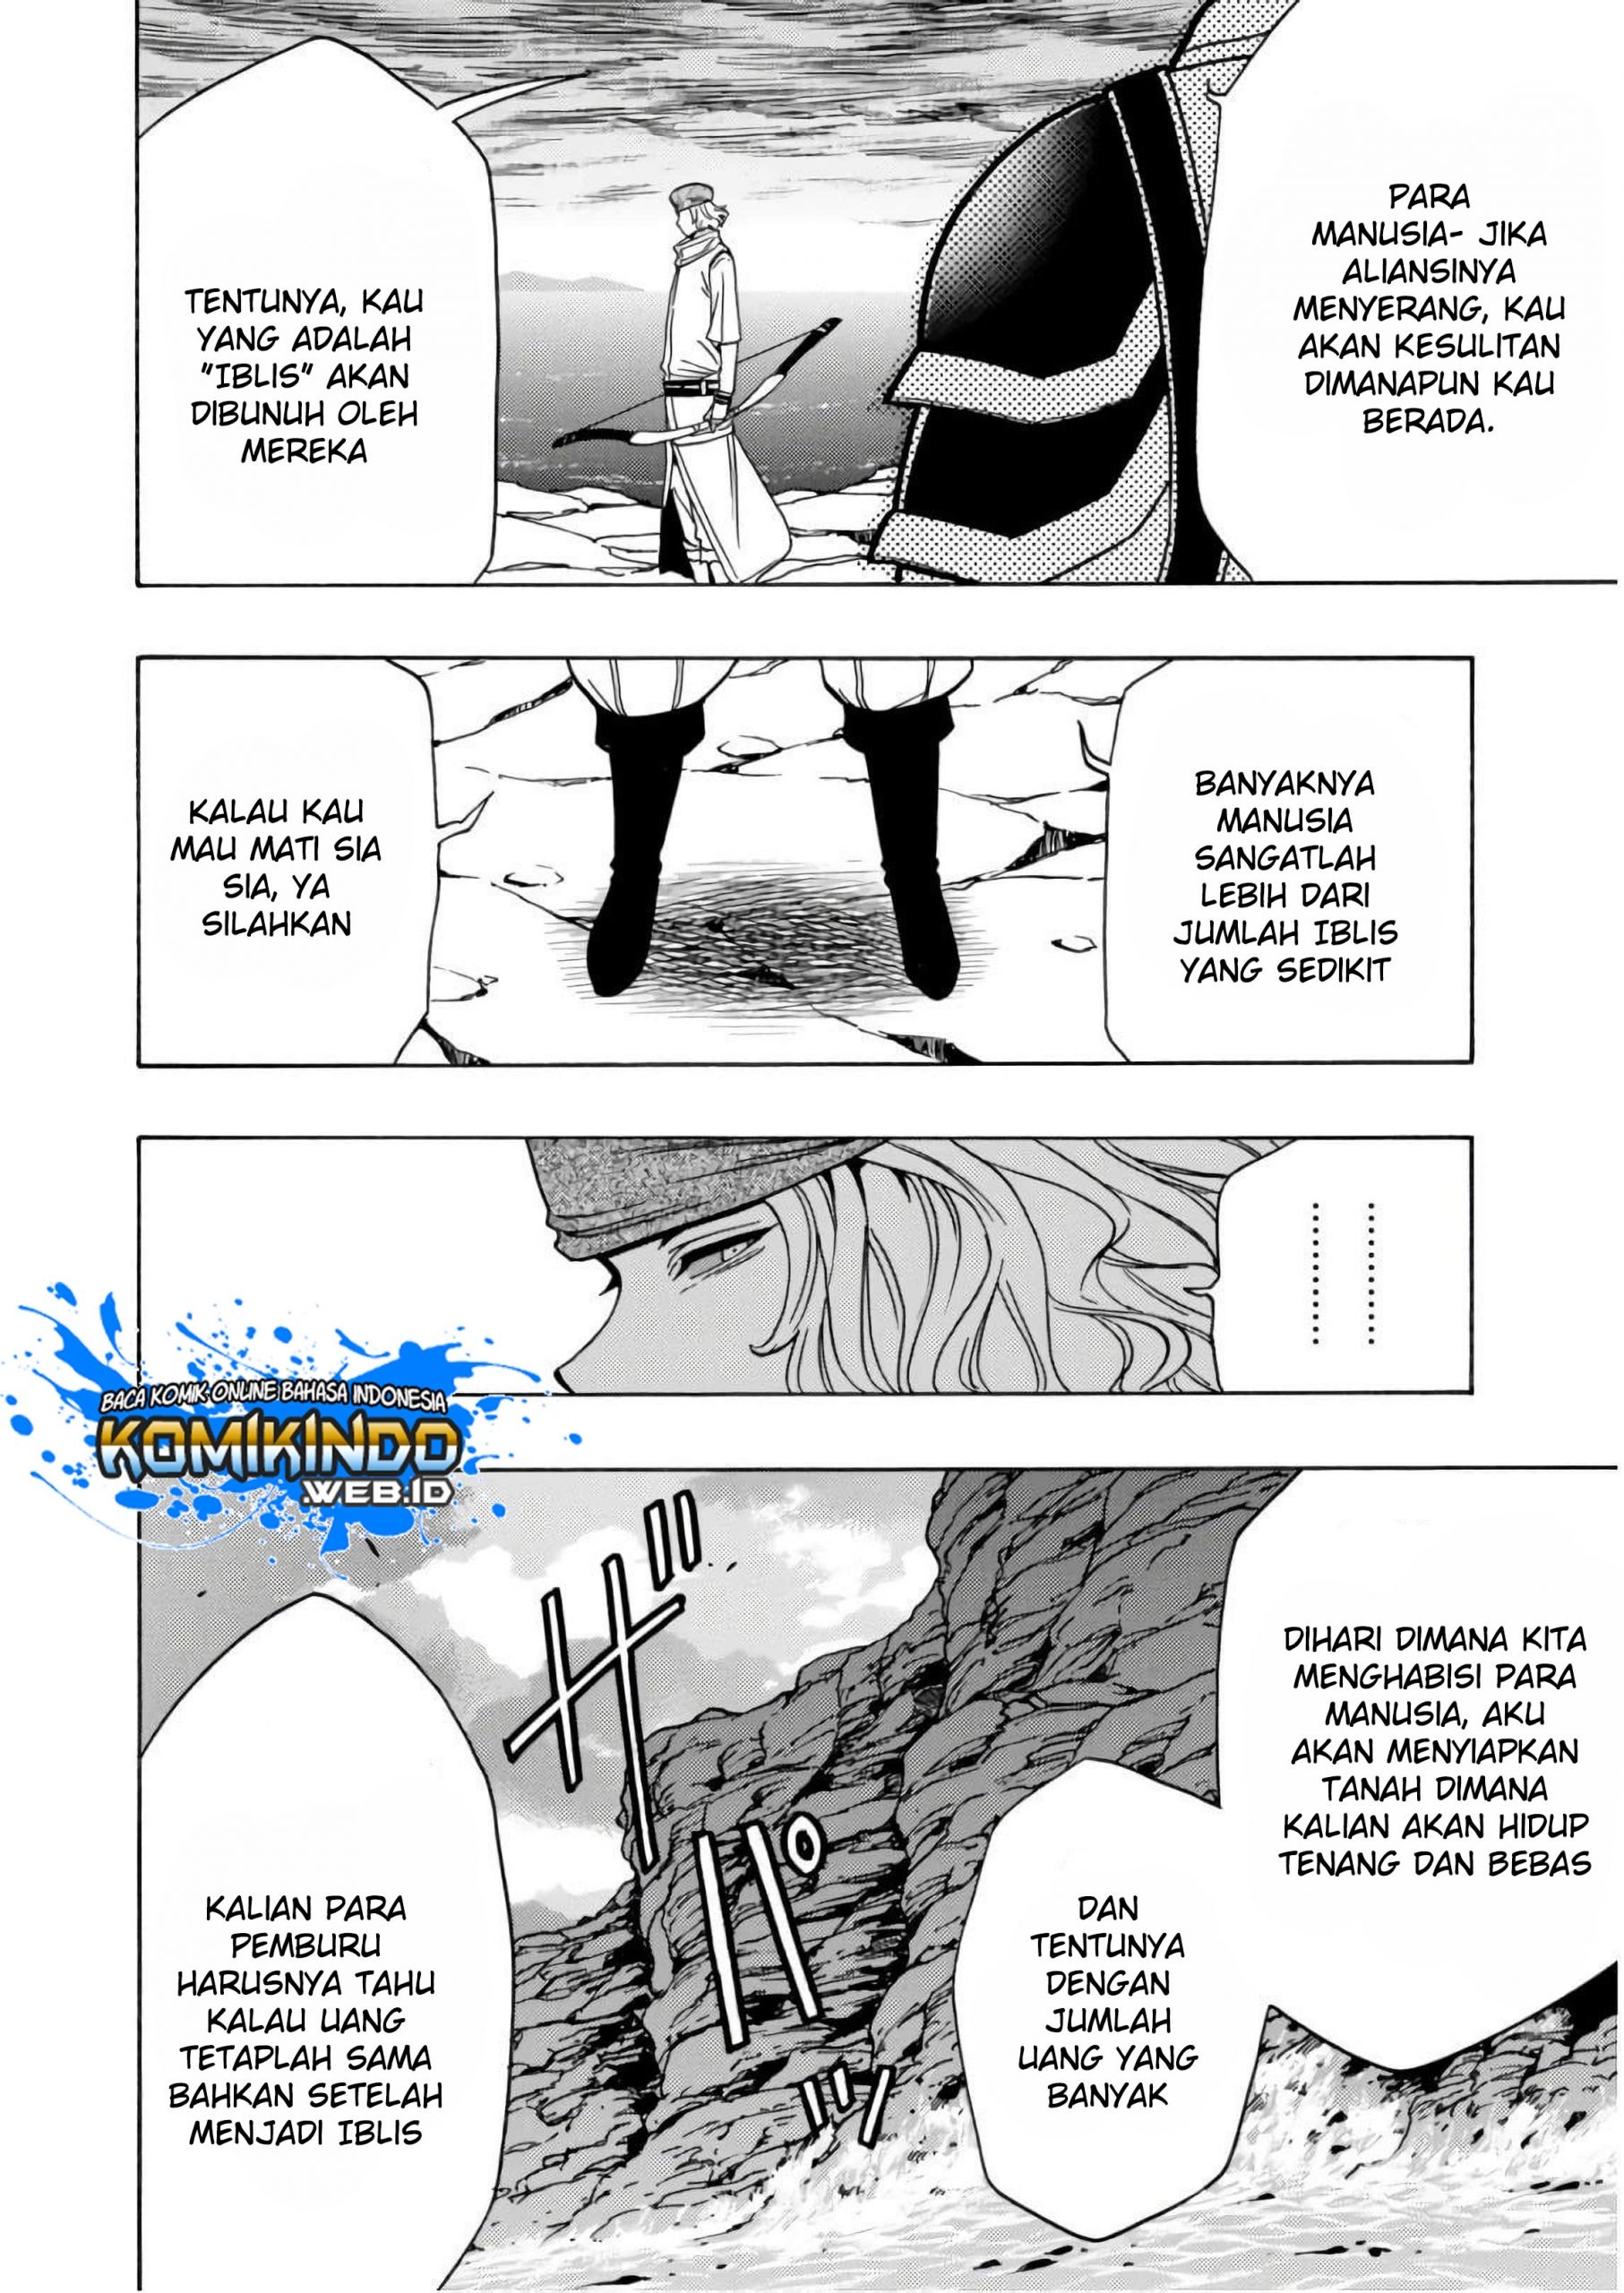 PARA
MANUSIA- JIKA
ALIANSINYA
MENYERANG, KAU
AKAN KESULITAN
DIMANAPUN KAU
BERADA.
TENTUNYA, KAU
YANG ADALAH
"IBLIS" AKAN
DIBUNUH OLEH
MEREKA
BANYAKNYA
MANUSIA
SANGATLAH
LEBIH DARI
JUMLAH IBLIS
YANG SEDIKIT
KALAU KAU
MAU MATI SIA
SIA, YA
SILAHKAN
BACA KOMIK ONLINE BAHASA INDONESIA
KOMIKINDO
.WEB.ID
DIHARI DIMANA KITA
MENGHABISI PARA
MANUSIA, AKU
AKAN MENYIAPKAN
TANAH DIMANA
KALIAN AKAN HIDUP
TENANG DAN BEBAS
DAN
TENTUNYA
DENGAN
JUMLAH
UANG YANG
BANYAK
ザパッ
KALIAN PARA
PEMBURU
HARUSNYA TAHU
KALAU UANG
TETAPLAH SAMA
BAHKAN SETELAH
MENJADI IBLIS